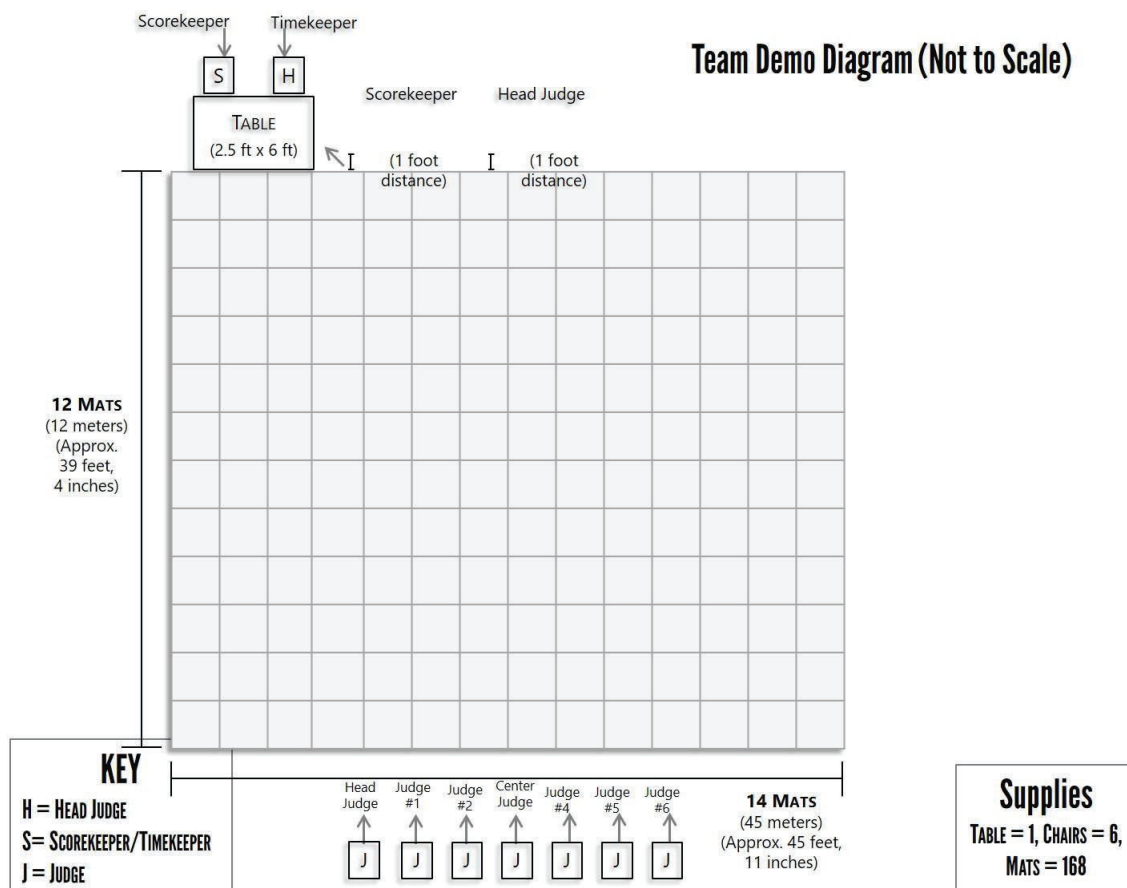 Scorekeeper Timekeeper
Team Demo Diagram (Not to Scale)
S H
Scorekeeper Head Judge
TABLE
(2.5 ft x 6 ft)
(1 foot
distance)
(1 foot
distance)
12 MATS
(12 meters)
(Approx.
39 feet,
4 inches)
KEY
H = HEAD JUDGE
S= SCOREKEEPER/TIMEKEEPER
J = JUDGE
Head
Judge
Judge
#1
Judge
#2
Center
Judge
Judge
#4
Judge
#5
Judge
#6
J J J J J J J
14 MATS
(45 meters)
(Approx. 45 feet,
11 inches)
Supplies
TABLE = 1, CHAIRS = 6,
MATS = 168